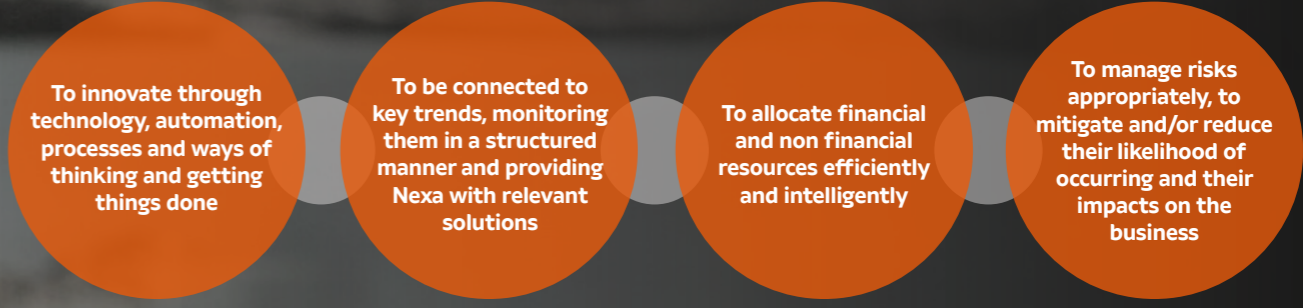 To innovate through
technology, automation,
processes and ways of
thinking and getting
things done
To be connected to
key trends, monitoring
them in a structured
manner and providing
Nexa with relevant
solutions
To allocate financial
and non financial
resources efficiently
and intelligently
To manage risks
appropriately, to
mitigate and/or reduce
their likelihood of
occurring and their
impacts on the
business